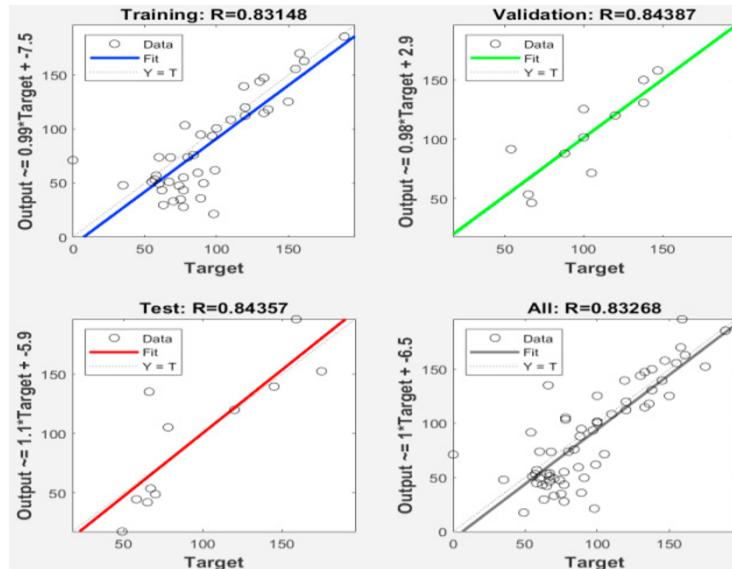 Training: R=0.83148
Output ~= 0.99*Target + -7.5
Data
Fit
Y = T
150
100
50
0
0 50 100 150
Target
Validation: R=0.84387
Output ~= 0.98*Target + 2.9
Data
Fit
Y = T
150
100
50
50 100 150
Target
Test: R=0.84357
Output ~= 1.1*Target + -5.9
Data
Fit
Y = T
150
100
50
50 100 150
Target
All: R=0.83268
Output ~= 1*Target + -6.5
Data
Fit
Y = T
150
100
50
0
0 50 100 150
Target